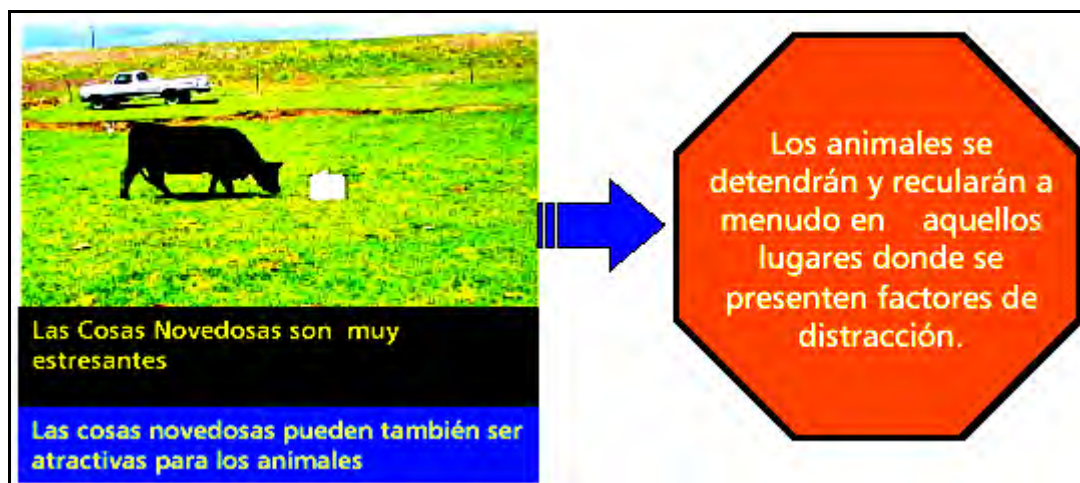 Las Cosas Novedosas son muy
estresantes
Las cosas novedosas pueden también ser
atractivas para los animales
Los animales se
detendrán y recularán a
menudo en aquellos
lugares donde se
presenten factores de
distracción.